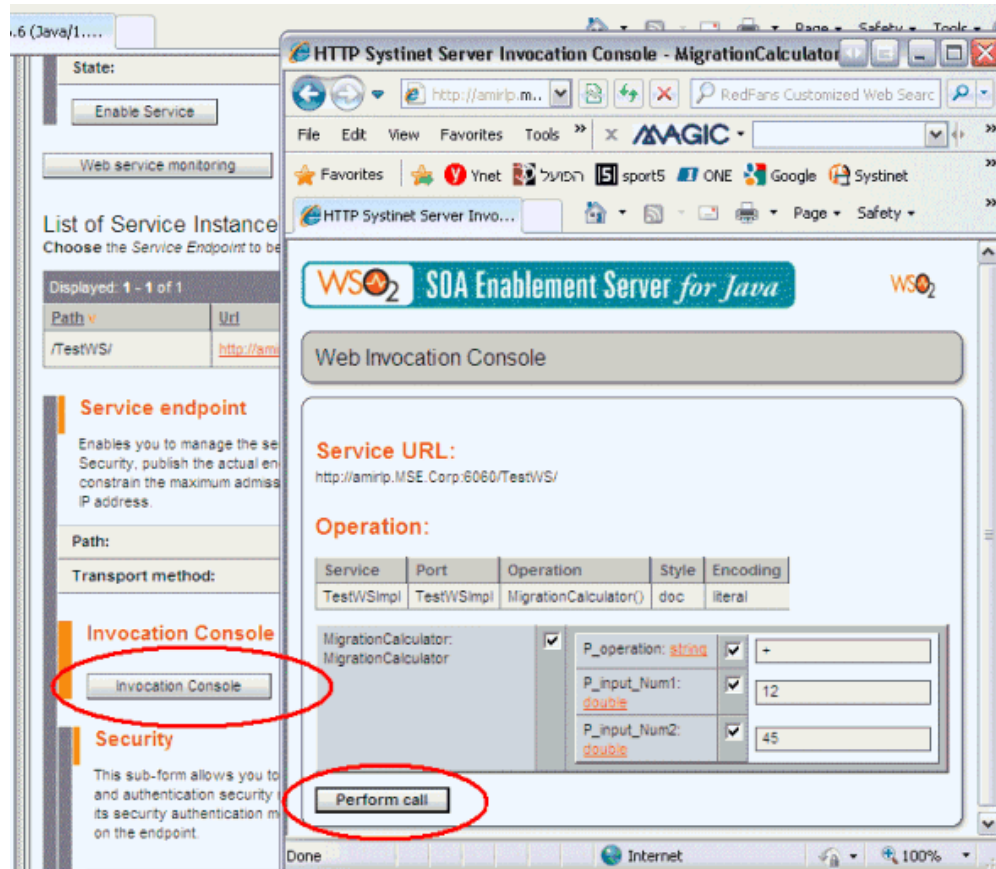 .6 (Java/1....
Page
Safety
Tools
State:
Enable Service
Web service monitoring
List of Service Instance
Choose the Service Endpoint to be
Displayed: 1 - 1 of 1
Path
Url
/TestWS/
http://ami
Service endpoint
Enables you to manage the se
Security, publish the actual en
constrain the maximum admiss
IP address.
Path:
Transport method:
Invocation Console
Invocation Console
Security
This sub-form allows you to
and authentication security
its security authentication m
on the endpoint.
HTTP Systinet Server Invocation Console - MigrationCalculator
http://amirlp.m..
RedFans Customized Web Searc
File Edit View Favorites Tools » x MAGIC
Favorites Ynet הפועל sport5 ONE Google Systinet
HTTP Systinet Server Invo...
Page Safety
WSO2 SOA Enablement Server for Java
WSO2
Web Invocation Console
Service URL:
http://amirlp.MSE.Corp:6060/TestWS/
Operation:
Service Port Operation Style Encoding
TestWSImpl TestWSImpl MigrationCalculator() doc literal
MigrationCalculator:
MigrationCalculator
P_operation: string +
P_input_Num1:
double
12
P_input_Num2:
double
45
Perform call
Done
Internet
100%